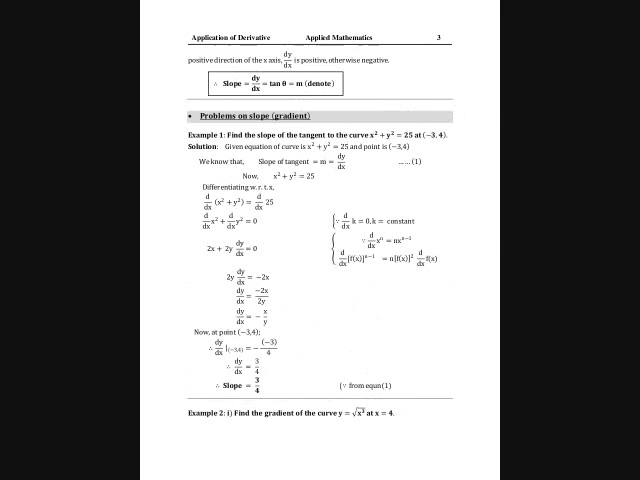 Application of Derivative Applied Mathematics 3
positive direction of the x axis, dy/dx is positive, otherwise negative.
∴ Slope = dy/dx = tan θ = m (denote)
• Problems on slope (gradient)
Example 1: Find the slope of the tangent to the curve x² + y² = 25 at (−3, 4).
Solution: Given equation of curve is x² + y² = 25 and point is (−3,4)
We know that, Slope of tangent = m = dy/dx ......(1)
Now, x² + y² = 25
Differentiating w. r. t. x,
d/dx (x² + y²) = d/dx 25
d/dx x² + d/dx y² = 0 {∵ d/dx k = 0, k = constant
2x + 2y dy/dx = 0 { ∵ d/dx xⁿ = nxⁿ⁻¹
d/dx [f(x)]ⁿ⁻¹ = n[f(x)]² d/dx f(x)
2y dy/dx = −2x
dy/dx = −2x/2y
dy/dx = − x/y
Now, at point (−3,4);
∴ dy/dx |(−3,4) = − (−3)/4
∴ dy/dx = 3/4
∴ Slope = 3/4 (∵ from equn(1)
Example 2: i) Find the gradient of the curve y = √x³ at x = 4.